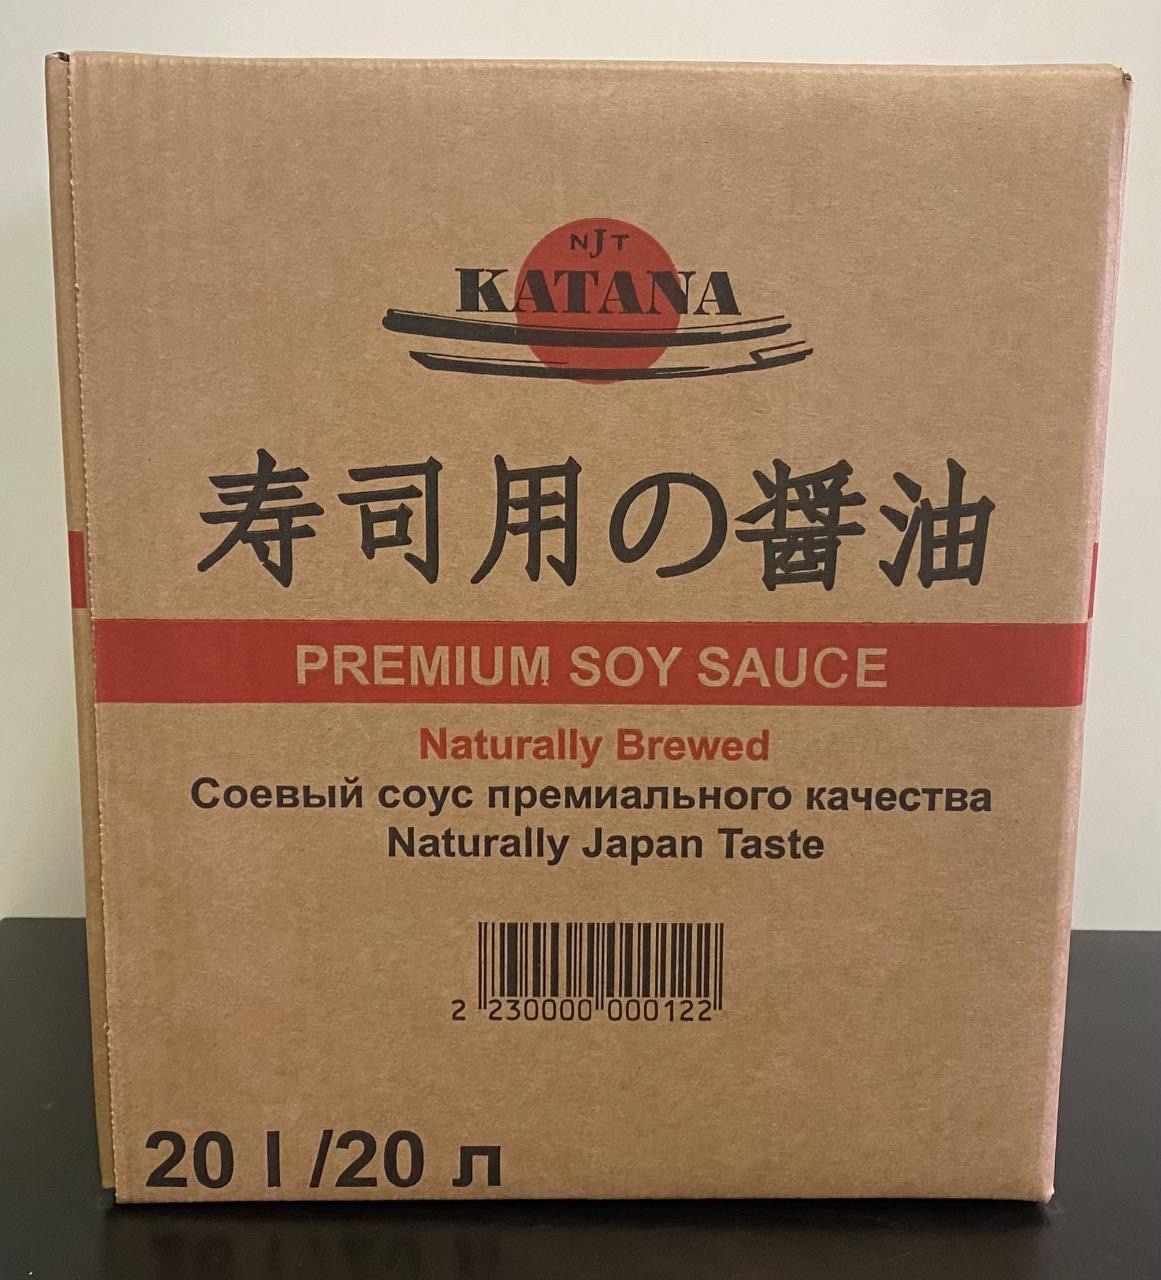 NJT
KATANA
寿司用の醤油
PREMIUM SOY SAUCE
Naturally Brewed
Соевый соус премиального качества
Naturally Japan Taste
2 230000 000122
20 l /20 л